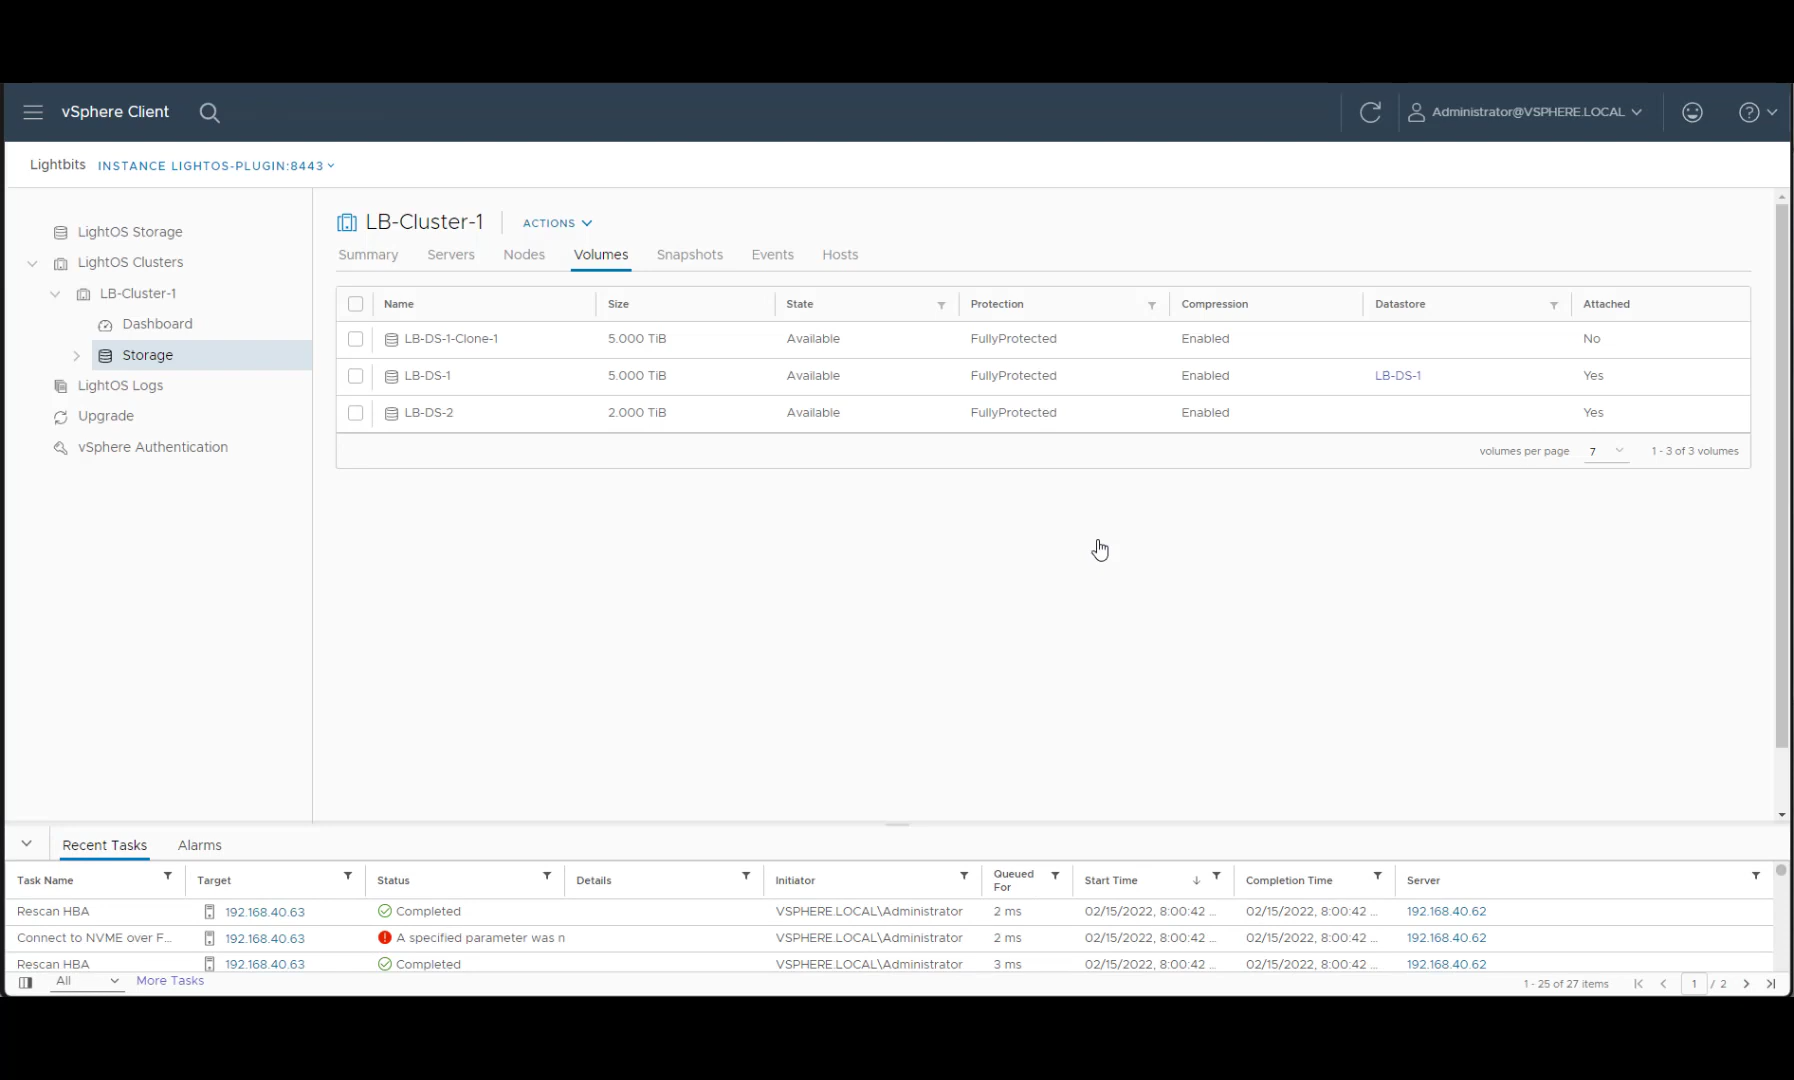 vSphere Client
Administrator@VSPHERE.LOCAL
Lightbits INSTANCE LIGHTOS-PLUGIN:8443
LightOS Storage
LightOS Clusters
LB-Cluster-1
Dashboard
Storage
LightOS Logs
Upgrade
vSphere Authentication
LB-Cluster-1 ACTIONS
Summary Servers Nodes Volumes Snapshots Events Hosts
Name Size State Protection Compression Datastore Attached
LB-DS-1-Clone-1 5.000 TiB Available FullyProtected Enabled No
LB-DS-1 5.000 TiB Available FullyProtected Enabled LB-DS-1 Yes
LB-DS-2 2.000 TiB Available FullyProtected Enabled Yes
volumes per page 7 1 - 3 of 3 volumes
Recent Tasks Alarms
Task Name Target Status Details Initiator Queued For Start Time Completion Time Server
Rescan HBA 192.168.40.63 Completed VSPHERE.LOCAL\Administrator 2 ms 02/15/2022, 8:00:42 ... 02/15/2022, 8:00:42 ... 192.168.40.62
Connect to NVME over F... 192.168.40.63 A specified parameter was n VSPHERE.LOCAL\Administrator 2 ms 02/15/2022, 8:00:42 ... 02/15/2022, 8:00:42 ... 192.168.40.62
Rescan HBA 192.168.40.63 Completed VSPHERE.LOCAL\Administrator 3 ms 02/15/2022, 8:00:42 ... 02/15/2022, 8:00:42 ... 192.168.40.62
All More Tasks 1 - 25 of 27 items 1 / 2